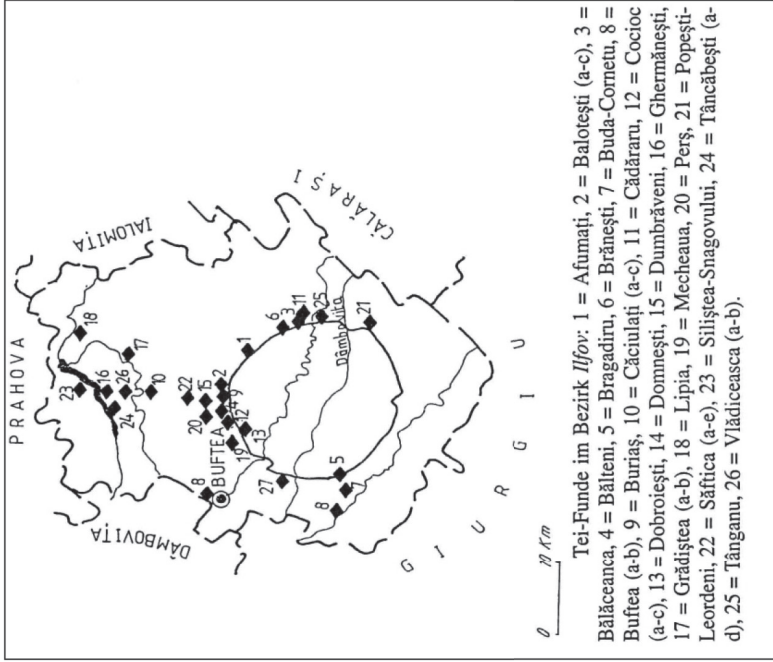 PRAHOVA
IALOMIȚA
DÂMBOVIȚA
CĂLĂRAȘI
GIURGIU
23
18
16
24
26
17
10
22
20
15
8
BUFTEA
2
4
9
12
19
13
1
27
6
3
11
25
Dâmbovița
5
7
8
21
0
10 Km
Tei-Funde im Bezirk Ilfov: 1 = Afumați, 2 = Balotești (a-c), 3 =
Bălăceanca, 4 = Bălteni, 5 = Bragadiru, 6 = Brănești, 7 = Buda-Cornetu, 8 =
Buftea (a-b), 9 = Buriaș, 10 = Căciulați (a-c), 11 = Cădăraru, 12 = Cocioc
(a-c), 13 = Dobroiești, 14 = Domnești, 15 = Dumbrăveni, 16 = Ghermănești,
17 = Grădiștea (a-b), 18 = Lipia, 19 = Mecheaua, 20 = Perș, 21 = Popești-
Leordeni, 22 = Săftica (a-e), 23 = Siliștea-Snagovului, 24 = Tâncăbești (a-
d), 25 = Tânganu, 26 = Vlădiceasca (a-b).